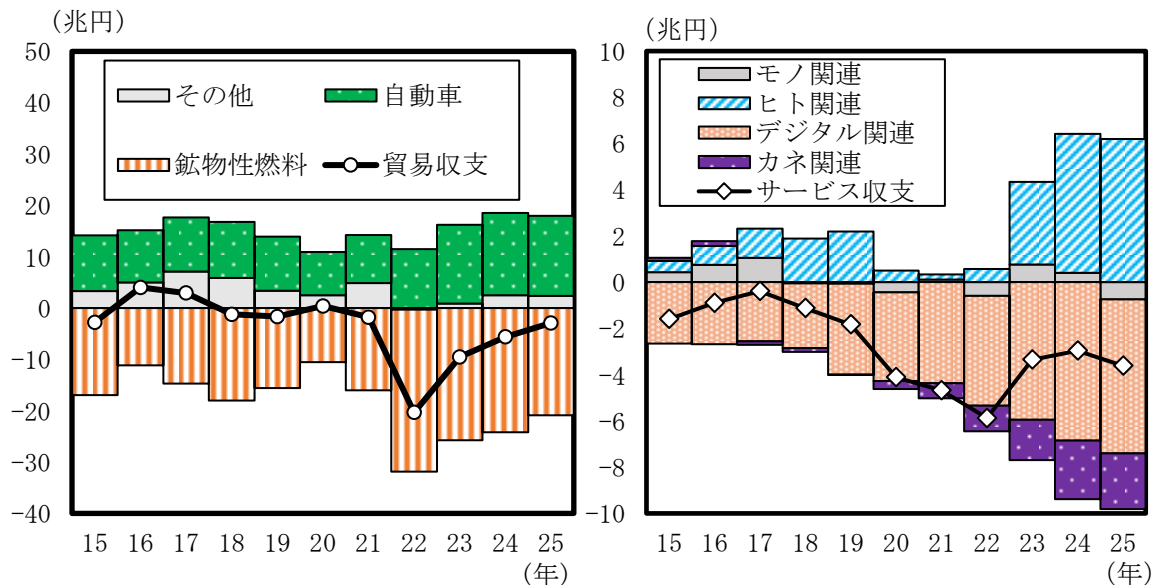 (兆円)
50
40
30
20
10
0
−10
−20
−30
−40
その他
自動車
鉱物性燃料
貿易収支
15 16 17 18 19 20 21 22 23 24 25
(年)
(兆円)
10
8
6
4
2
0
−2
−4
−6
−8
−10
モノ関連
ヒト関連
デジタル関連
カネ関連
サービス収支
15 16 17 18 19 20 21 22 23 24 25
(年)